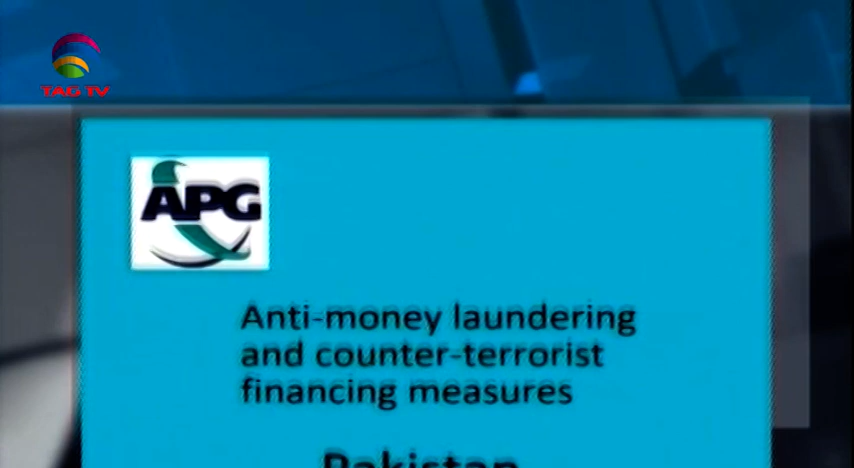 TAG TV
APG
Anti-money laundering
and counter-terrorist
financing measures
Pakistan